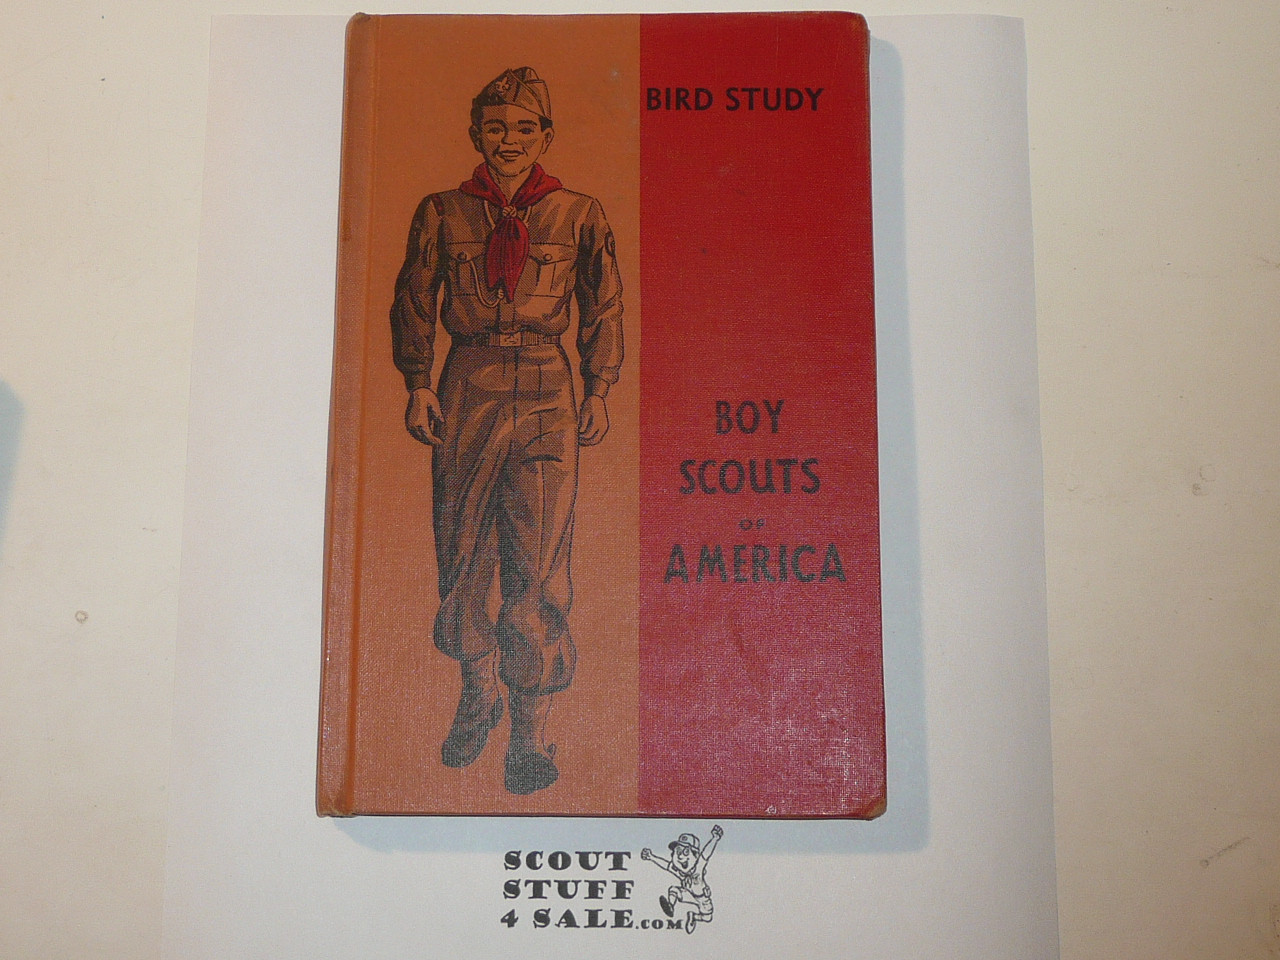 BIRD STUDY
BOY
SCOUTS
OF
AMERICA
SCOUT
STUFF
4 SALE.COM